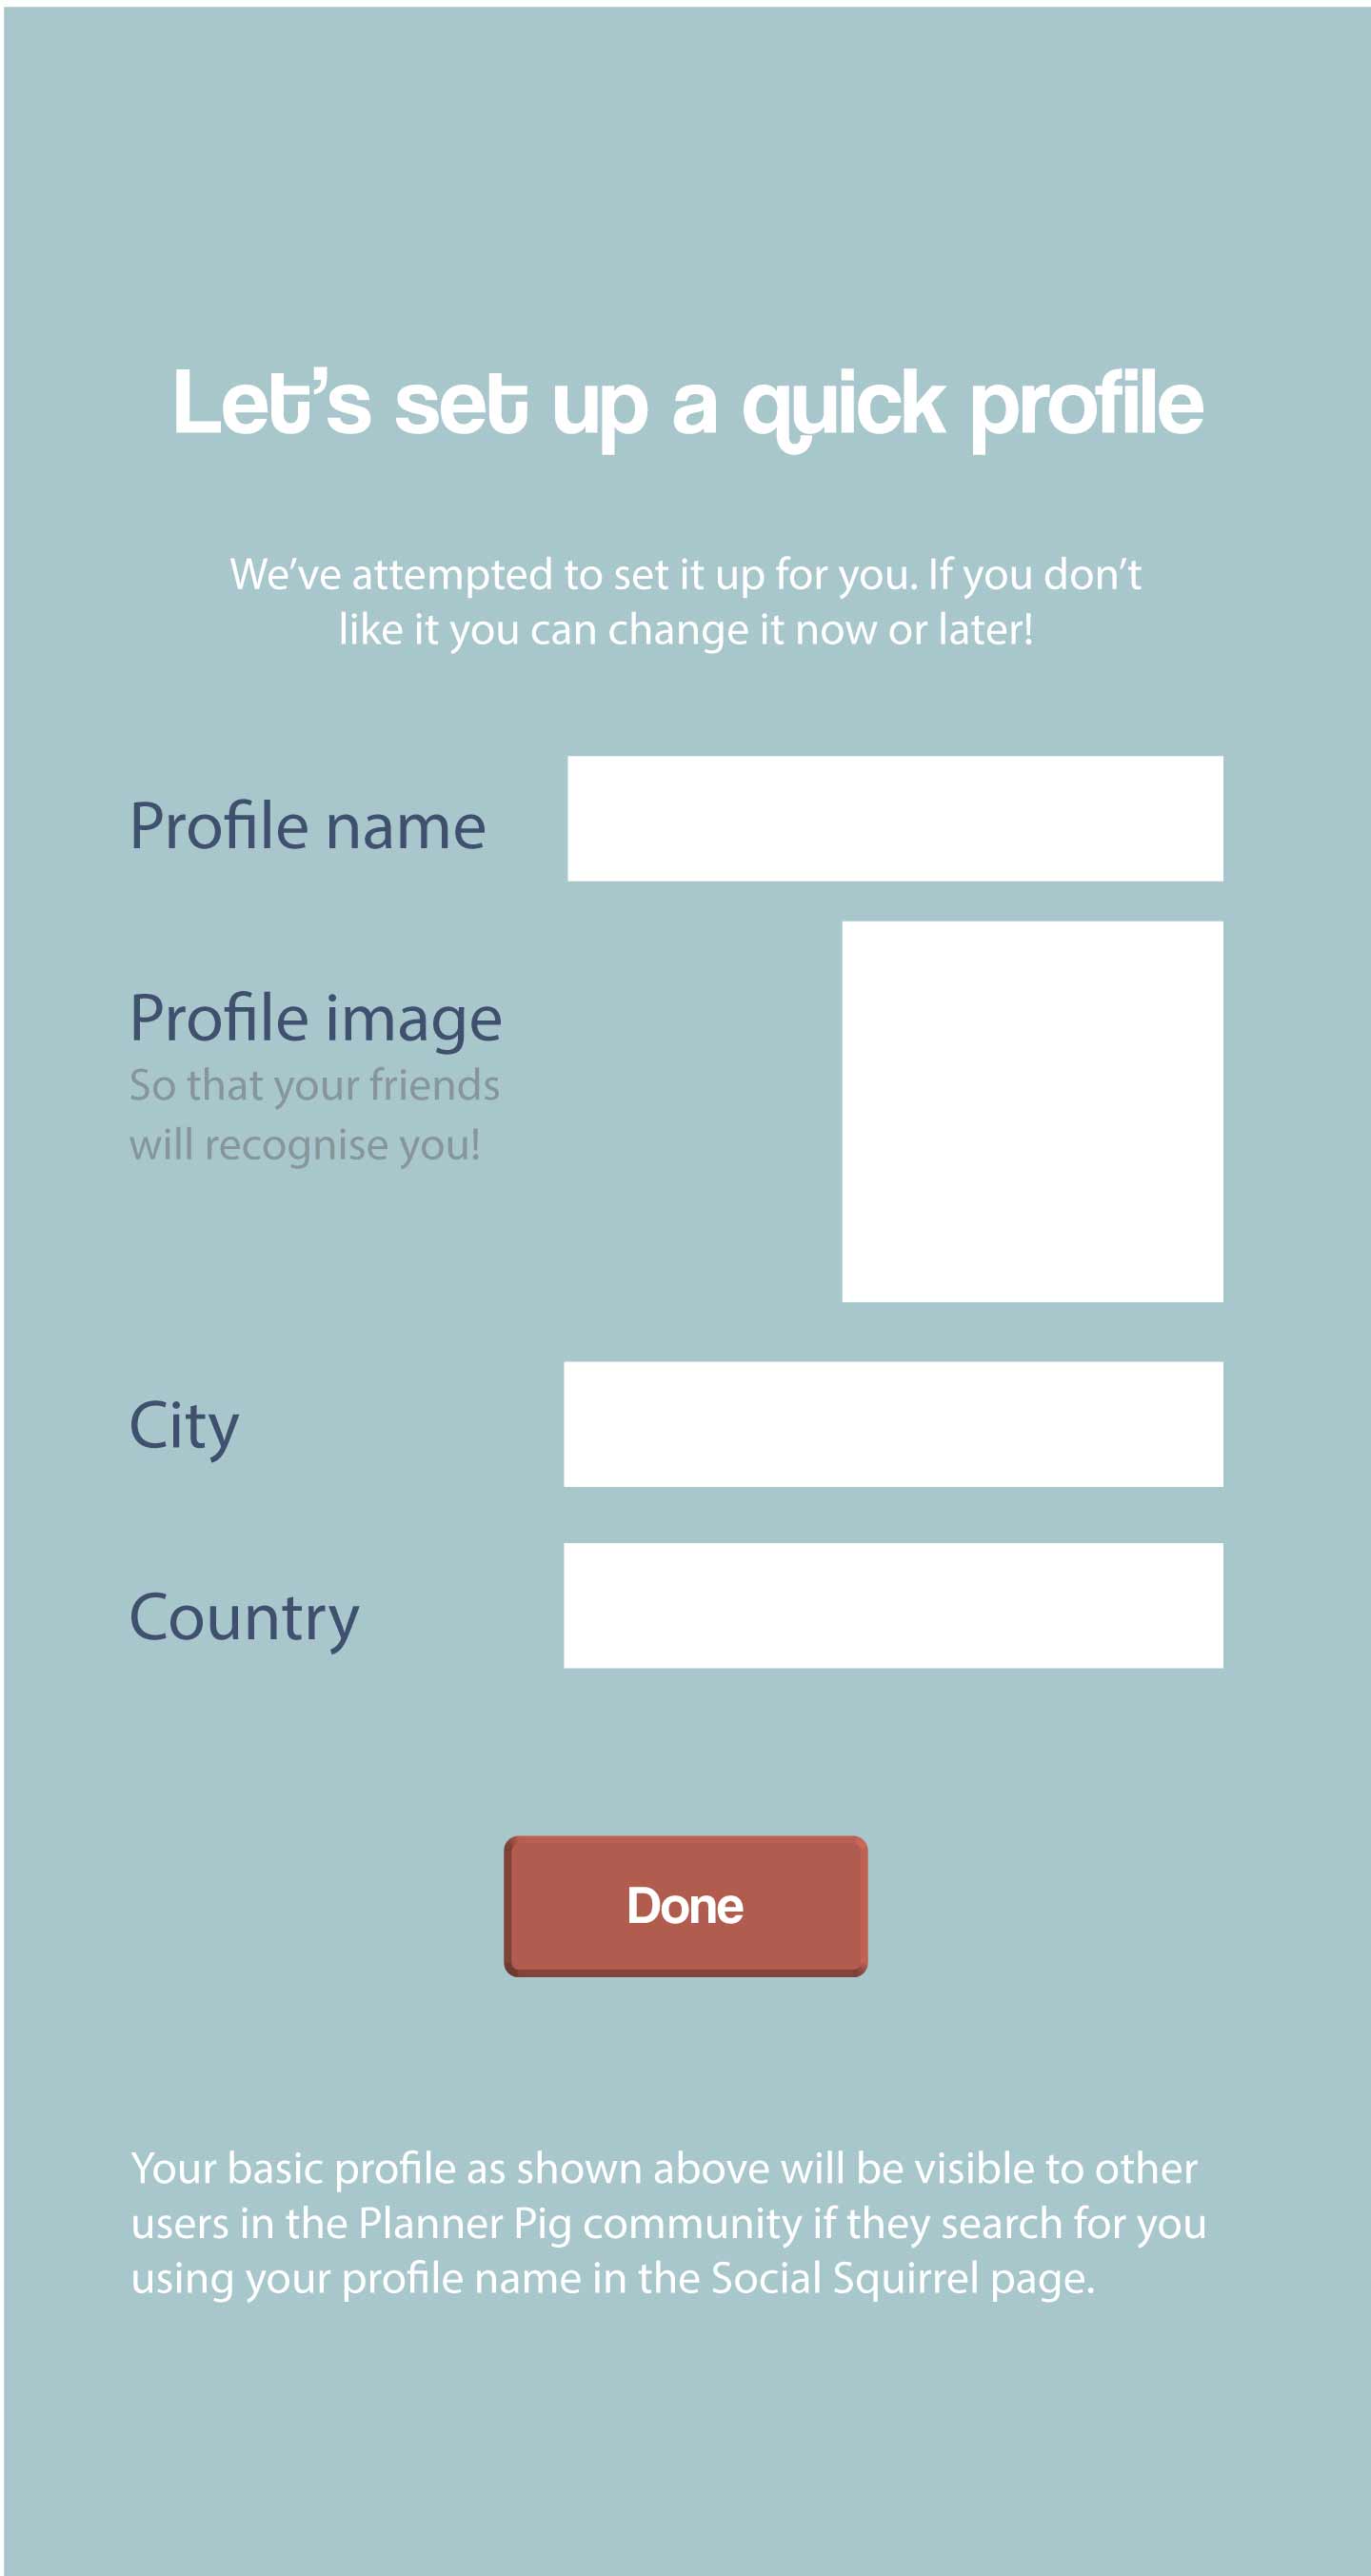 Let’s set up a quick profile
We’ve attempted to set it up for you. If you don’t
like it you can change it now or later!
Profile name
Profile image
So that your friends
will recognise you!
City
Country
Done
Your basic profile as shown above will be visible to other
users in the Planner Pig community if they search for you
using your profile name in the Social Squirrel page.